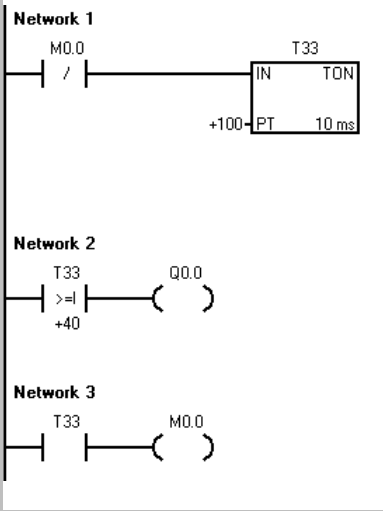 Network 1
M0.0
/
T33
IN TON
+100 PT 10 ms
Network 2
T33 Q0.0
>=I
+40
Network 3
T33 M0.0